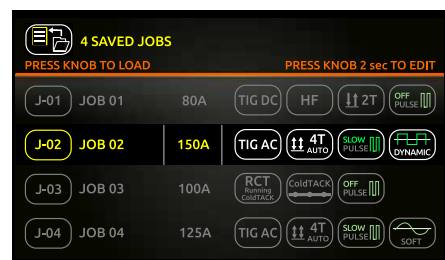 4 SAVED JOBS
PRESS KNOB TO LOAD PRESS KNOB 2 sec TO EDIT
J-01 JOB 01 80A TIG DC HF 2T OFF PULSE
J-02 JOB 02 150A TIG AC 4T AUTO SLOW PULSE DYNAMIC
J-03 JOB 03 100A RCT Running ColdTACK ColdTACK OFF PULSE
J-04 JOB 04 125A TIG AC 4T AUTO SLOW PULSE SOFT